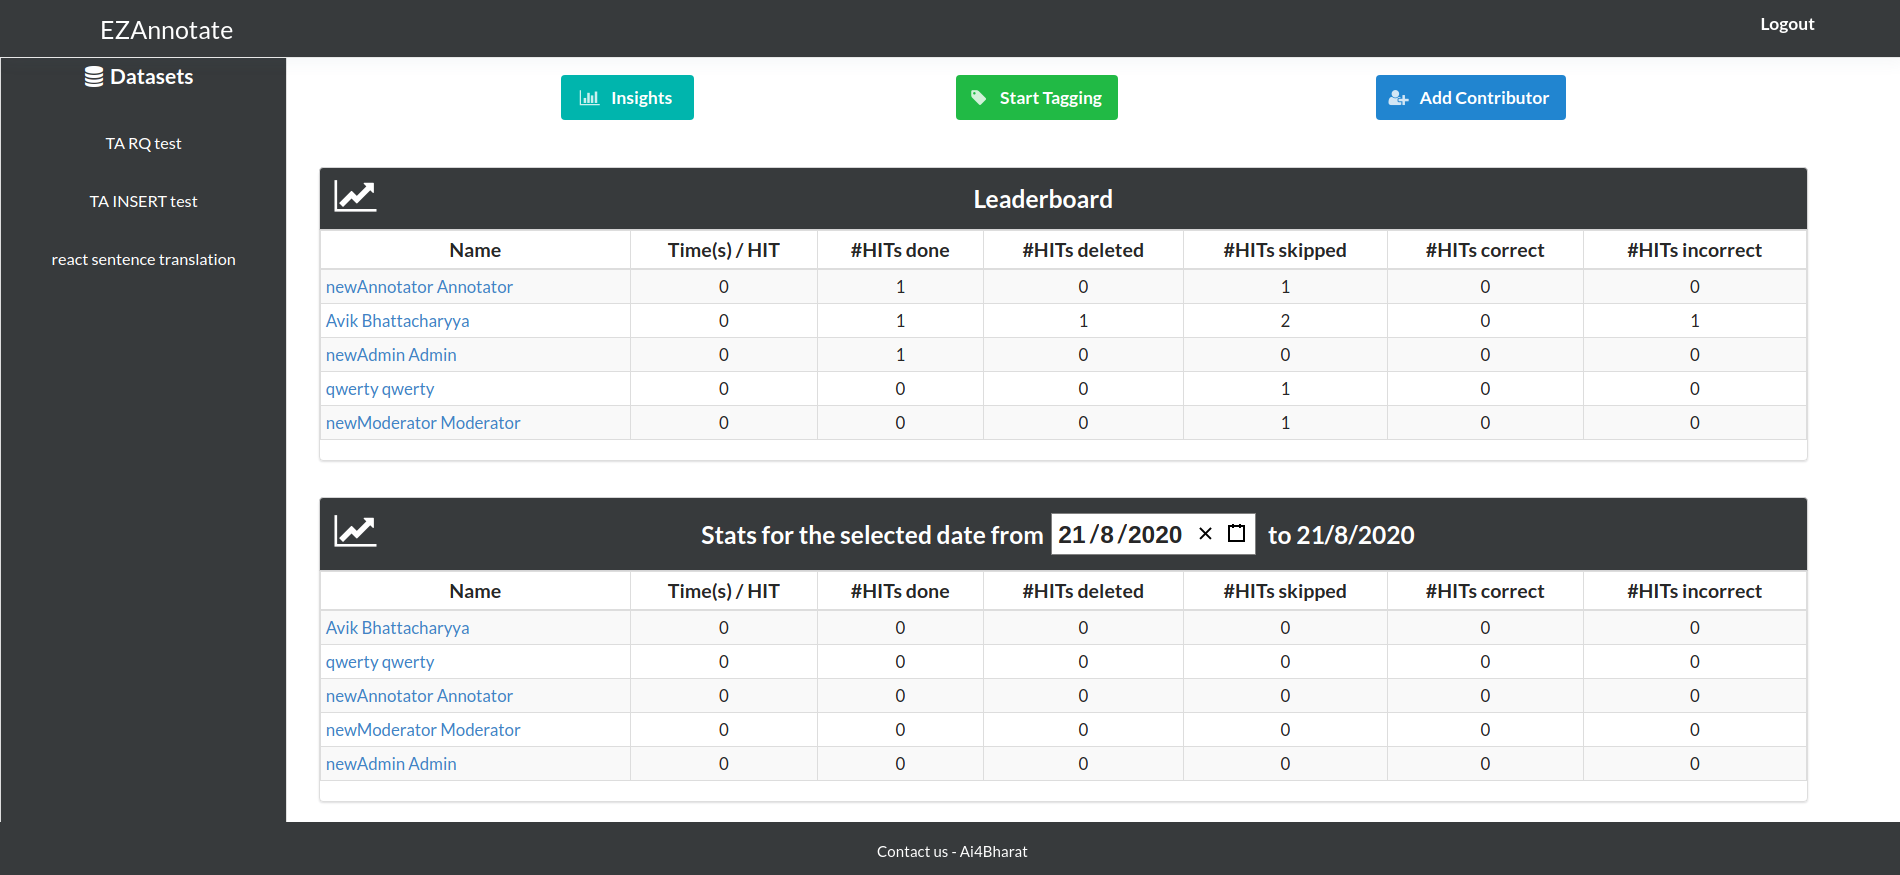 EZAnnotate
Logout
Datasets
TA RQ test
TA INSERT test
react sentence translation
Insights
Start Tagging
Add Contributor
Leaderboard
Name Time(s) / HIT #HITs done #HITs deleted #HITs skipped #HITs correct #HITs incorrect
newAnnotator Annotator 0 1 0 1 0 0
Avik Bhattacharyya 0 1 1 2 0 1
newAdmin Admin 0 1 0 0 0 0
qwerty qwerty 0 0 0 1 0 0
newModerator Moderator 0 0 0 1 0 0
Stats for the selected date from 21/8/2020 to 21/8/2020
Name Time(s) / HIT #HITs done #HITs deleted #HITs skipped #HITs correct #HITs incorrect
Avik Bhattacharyya 0 0 0 0 0 0
qwerty qwerty 0 0 0 0 0 0
newAnnotator Annotator 0 0 0 0 0 0
newModerator Moderator 0 0 0 0 0 0
newAdmin Admin 0 0 0 0 0 0
Contact us - Ai4Bharat